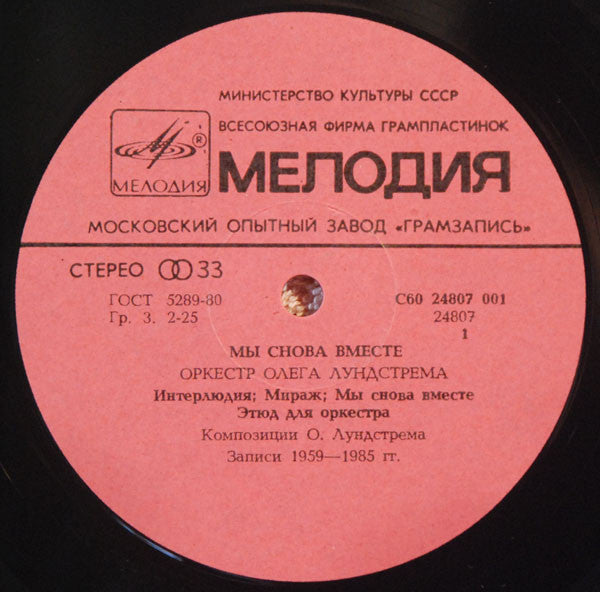 МИНИСТЕРСТВО КУЛЬТУРЫ СССР
ВСЕСОЮЗНАЯ ФИРМА ГРАМПЛАСТИНОК
®
МЕЛОДИЯ
МЕЛОДИЯ
МОСКОВСКИЙ ОПЫТНЫЙ ЗАВОД «ГРАМЗАПИСЬ»
СТЕРЕО 33
ГОСТ 5289-80
Гр. 3. 2-25
С60 24807 001
24807
1
МЫ СНОВА ВМЕСТЕ
ОРКЕСТР ОЛЕГА ЛУНДСТРЕМА
Интерлюдия; Мираж; Мы снова вместе
Этюд для оркестра
Композиции О. Лундстрема
Записи 1959—1985 гг.